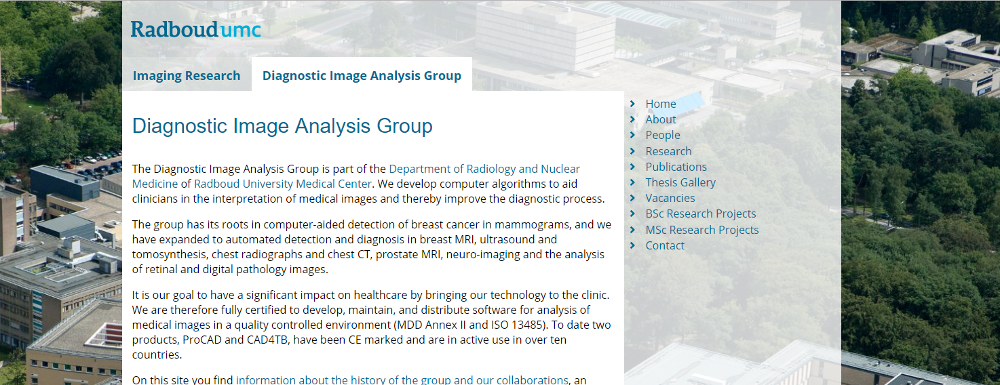 Radboudumc
Imaging Research
Diagnostic Image Analysis Group
Diagnostic Image Analysis Group
The Diagnostic Image Analysis Group is part of the Department of Radiology and Nuclear
Medicine of Radboud University Medical Center. We develop computer algorithms to aid
clinicians in the interpretation of medical images and thereby improve the diagnostic process.
The group has its roots in computer-aided detection of breast cancer in mammograms, and we
have expanded to automated detection and diagnosis in breast MRI, ultrasound and
tomosynthesis, chest radiographs and chest CT, prostate MRI, neuro-imaging and the analysis
of retinal and digital pathology images.
It is our goal to have a significant impact on healthcare by bringing our technology to the clinic.
We are therefore fully certified to develop, maintain, and distribute software for analysis of
medical images in a quality controlled environment (MDD Annex II and ISO 13485). To date two
products, ProCAD and CAD4TB, have been CE marked and are in active use in over ten
countries.
On this site you find information about the history of the group and our collaborations, an
Home
About
People
Research
Publications
Thesis Gallery
Vacancies
BSc Research Projects
MSc Research Projects
Contact